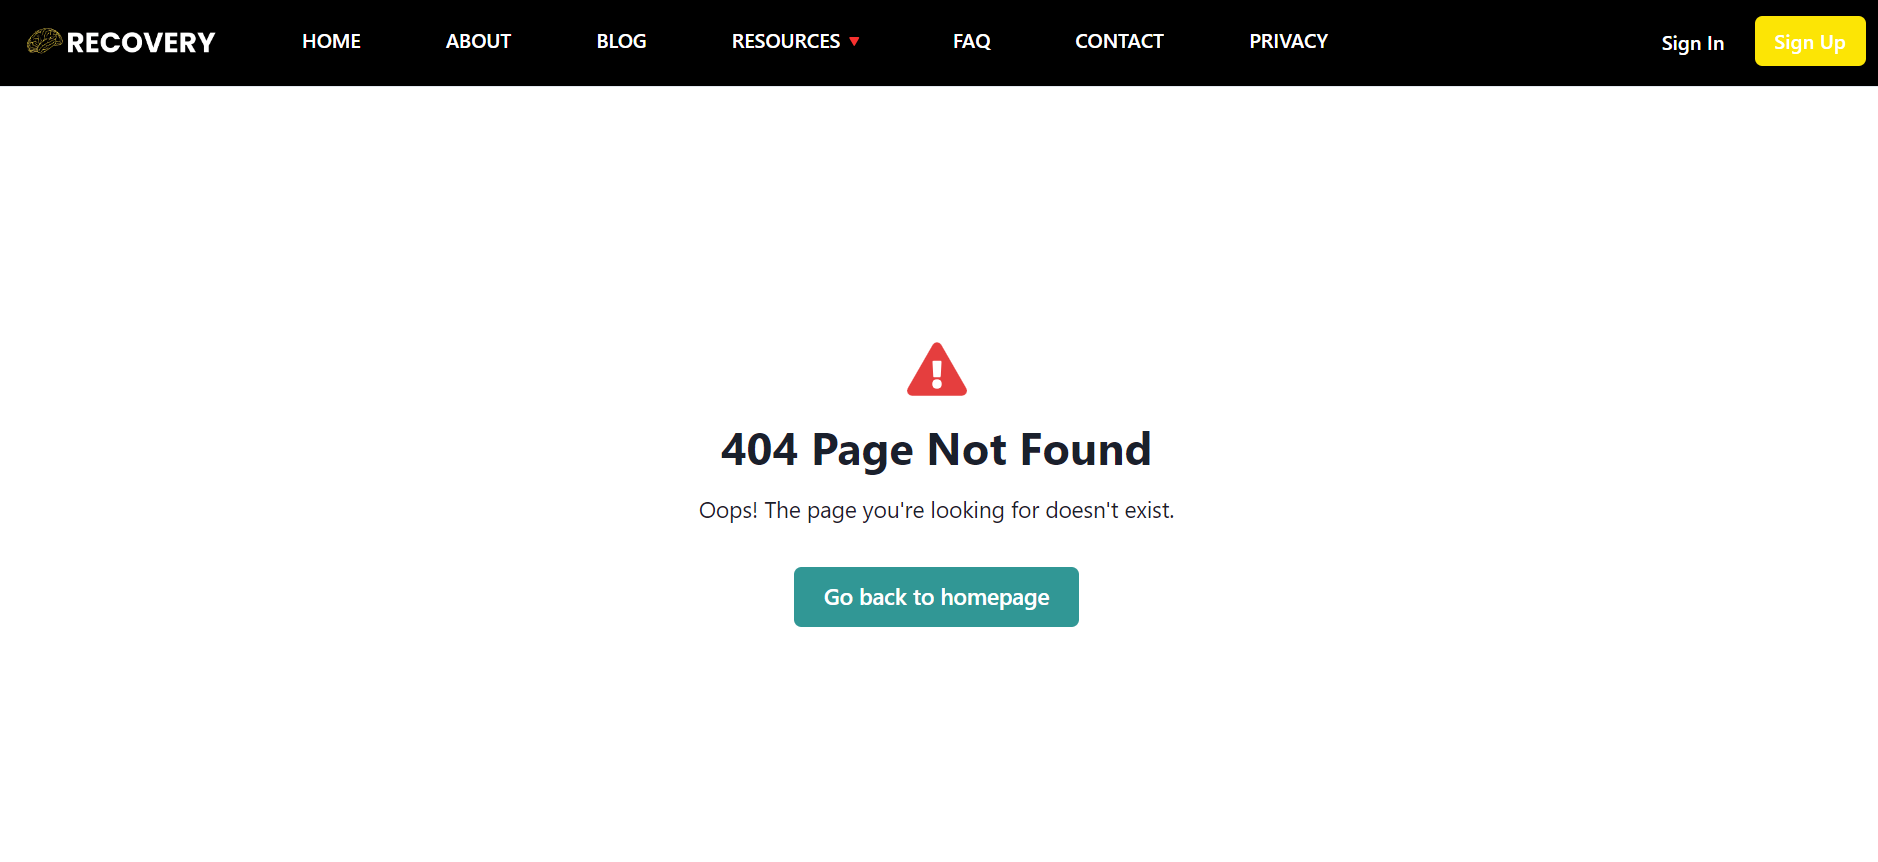 RECOVERY HOME ABOUT BLOG RESOURCES FAQ CONTACT PRIVACY Sign In Sign Up
404 Page Not Found
Oops! The page you're looking for doesn't exist.
Go back to homepage